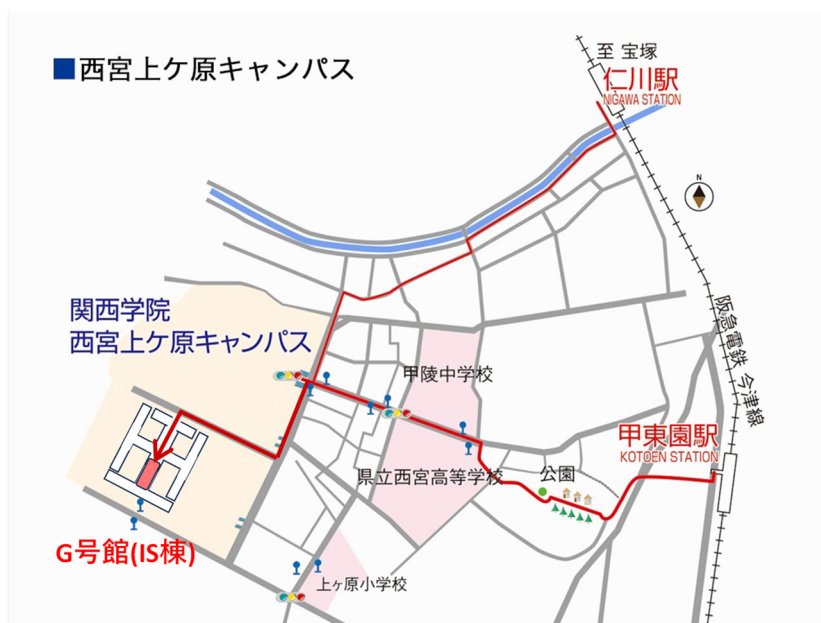 ■西宮上ケ原キャンパス
至 宝塚
仁川駅
NIGAWA STATION
N
阪急電鉄 今津線
関西学院
西宮上ケ原キャンパス
甲陵中学校
甲東園駅
KOTOEN STATION
県立西宮高等学校
公園
G号館(IS棟)
上ヶ原小学校